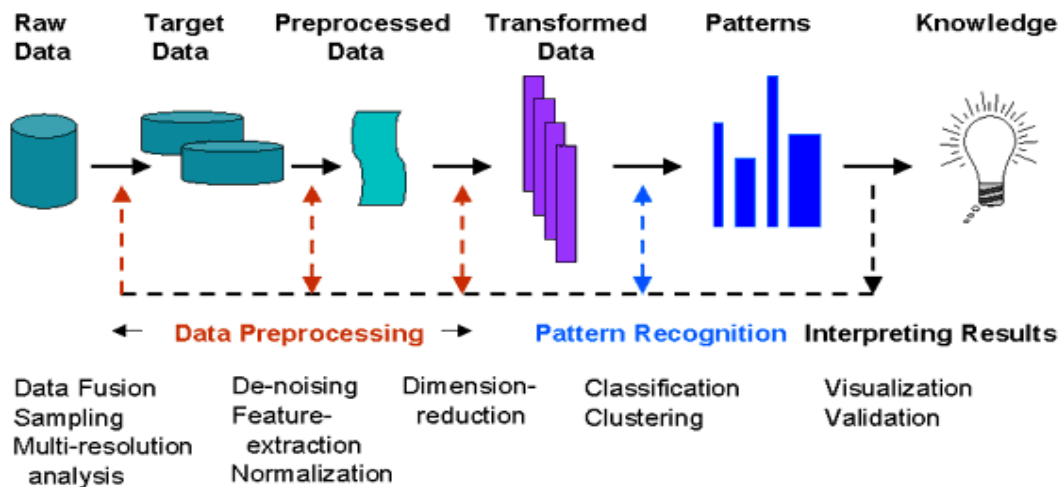 Raw Data
Target Data
Preprocessed Data
Transformed Data
Patterns
Knowledge
Data Preprocessing
Pattern Recognition
Interpreting Results
Data Fusion
Sampling
Multi-resolution
analysis
De-noising
Feature-
extraction
Normalization
Dimension-
reduction
Classification
Clustering
Visualization
Validation